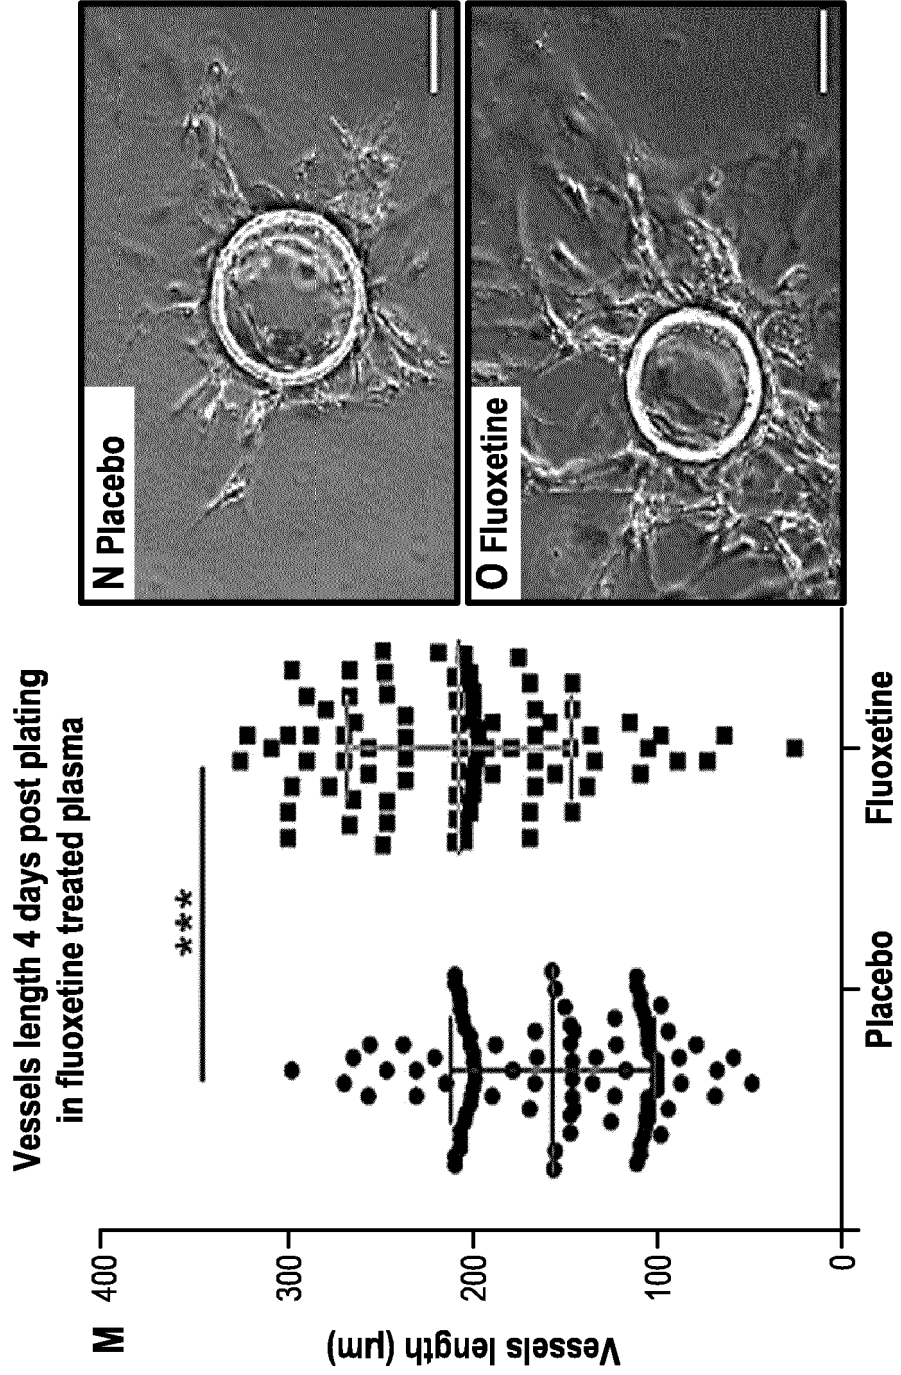 M
Vessels length 4 days post plating
in fluoxetine treated plasma
Vessels length (µm)
400
300
200
100
0
***
Placebo
Fluoxetine
N Placebo
O Fluoxetine